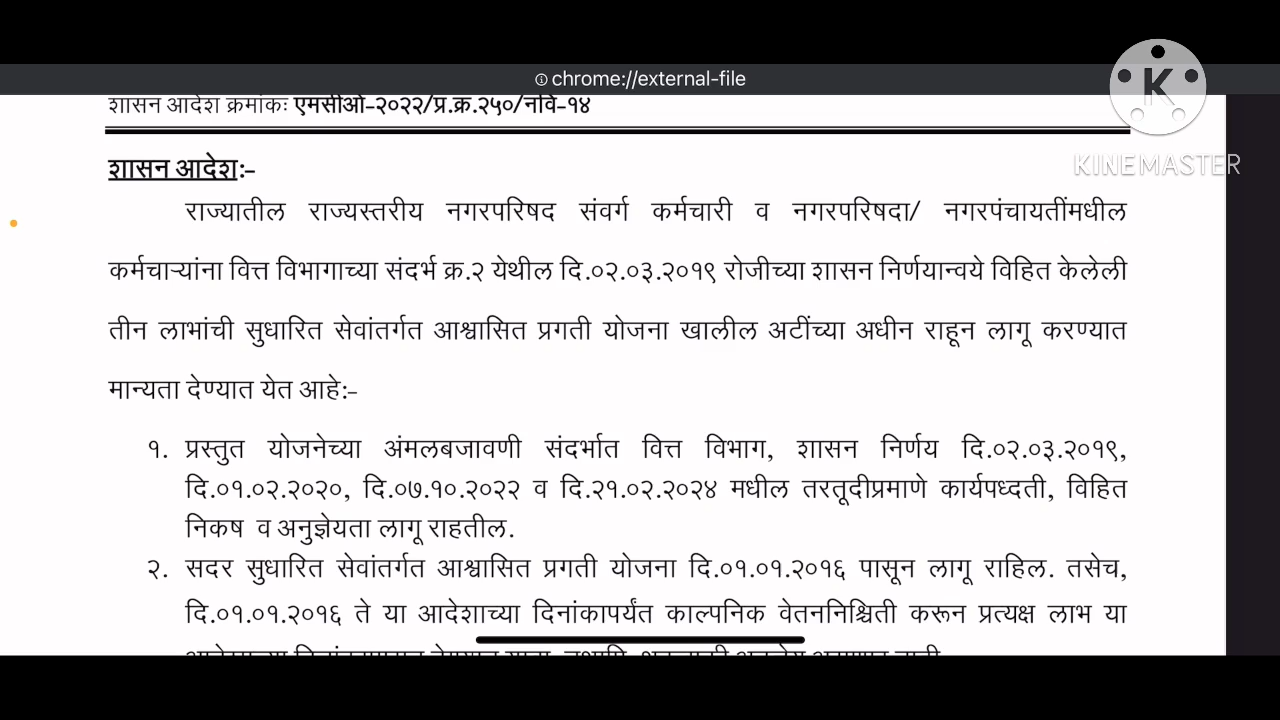 chrome://external-file
K
KINEMASTER
शासन आदेश क्रमांकः एमसीओ-२०२२/प्र.क्र.२५०/नवि-१४
शासन आदेश:-
राज्यातील राज्यस्तरीय नगरपरिषद संवर्ग कर्मचारी व नगरपरिषदा/ नगरपंचायतींमधील
कर्मचाऱ्यांना वित्त विभागाच्या संदर्भ क्र.२ येथील दि.०२.०३.२०१९ रोजीच्या शासन निर्णयान्वये विहित केलेली
तीन लाभांची सुधारित सेवांतर्गत आश्वासित प्रगती योजना खालील अटींच्या अधीन राहून लागू करण्यात
मान्यता देण्यात येत आहे:-
१. प्रस्तुत योजनेच्या अंमलबजावणी संदर्भात वित्त विभाग, शासन निर्णय दि.०२.०३.२०१९,
दि.०१.०२.२०२०, दि.०७.१०.२०२२ व दि.२१.०२.२०२४ मधील तरतूदीप्रमाणे कार्यपध्दती, विहित
निकष व अनुज्ञेयता लागू राहतील.
२. सदर सुधारित सेवांतर्गत आश्वासित प्रगती योजना दि.०१.०१.२०१६ पासून लागू राहिल. तसेच,
दि.०१.०१.२०१६ ते या आदेशाच्या दिनांकापर्यंत काल्पनिक वेतननिश्चिती करून प्रत्यक्ष लाभ या